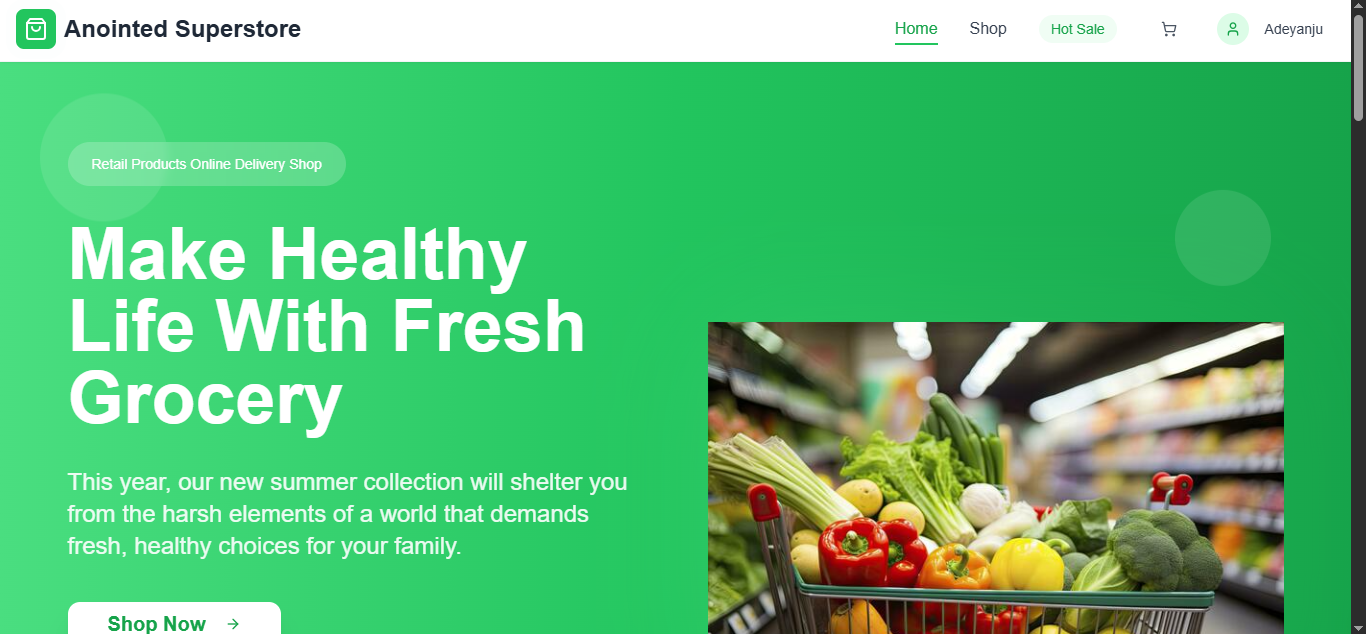 Anointed Superstore
Home
Shop
Hot Sale
Adeyanju
Retail Products Online Delivery Shop
Make Healthy
Life With Fresh
Grocery
This year, our new summer collection will shelter you
from the harsh elements of a world that demands
fresh, healthy choices for your family.
Shop Now